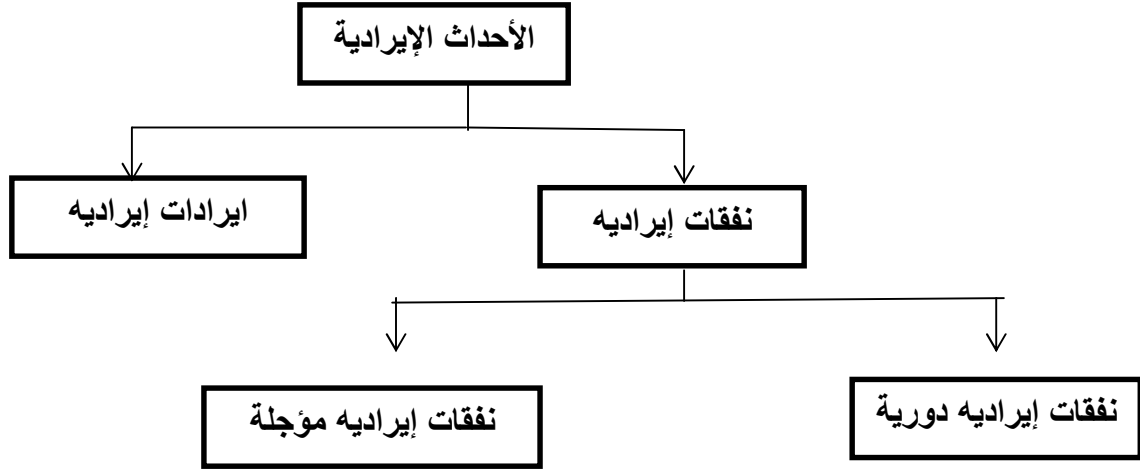 الأحداث الإيرادية
نفقات إيراديه
ايرادات إيراديه
نفقات إيراديه دورية
نفقات إيراديه مؤجلة